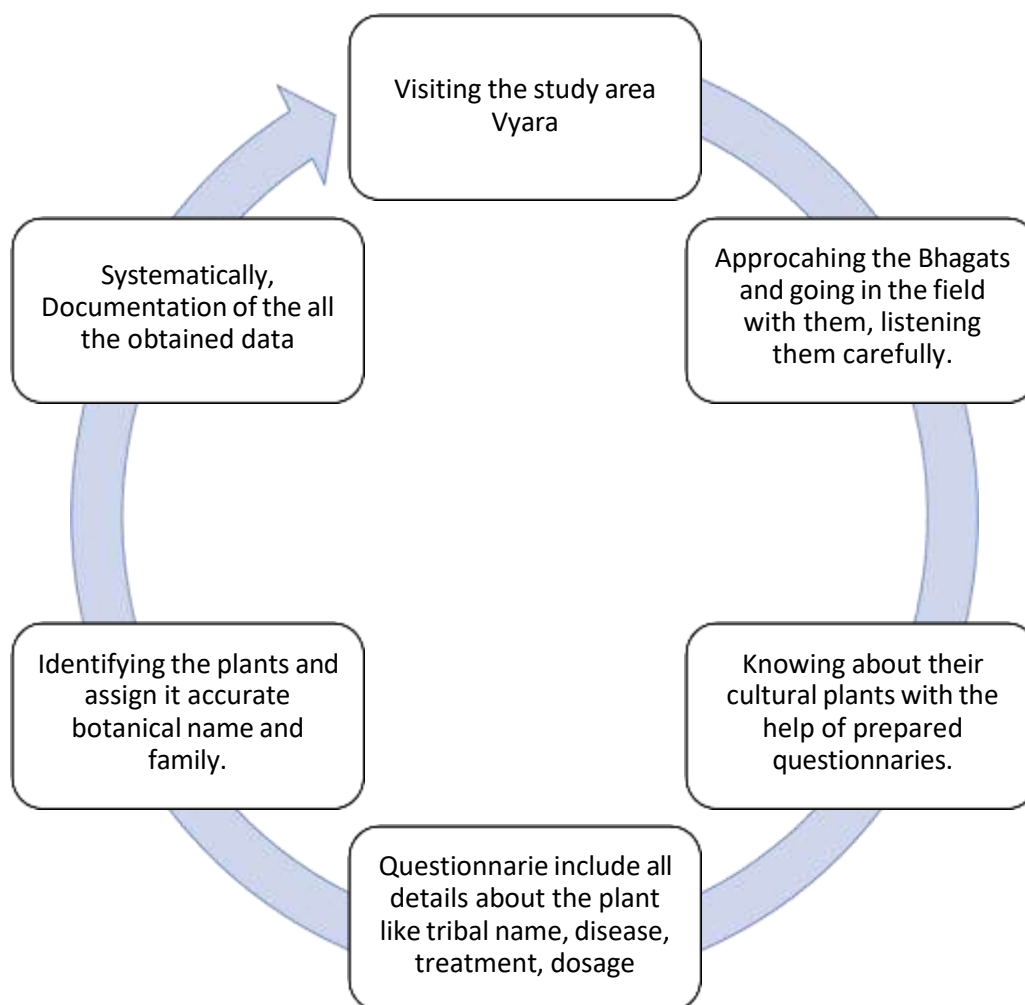 Visiting the study area
Vyara
Approcahing the Bhagats
and going in the field
with them, listening
them carefully.
Knowing about their
cultural plants with the
help of prepared
questionnaries.
Questionnarie include all
details about the plant
like tribal name, disease,
treatment, dosage
Identifying the plants and
assign it accurate
botanical name and
family.
Systematically,
Documentation of the all
the obtained data